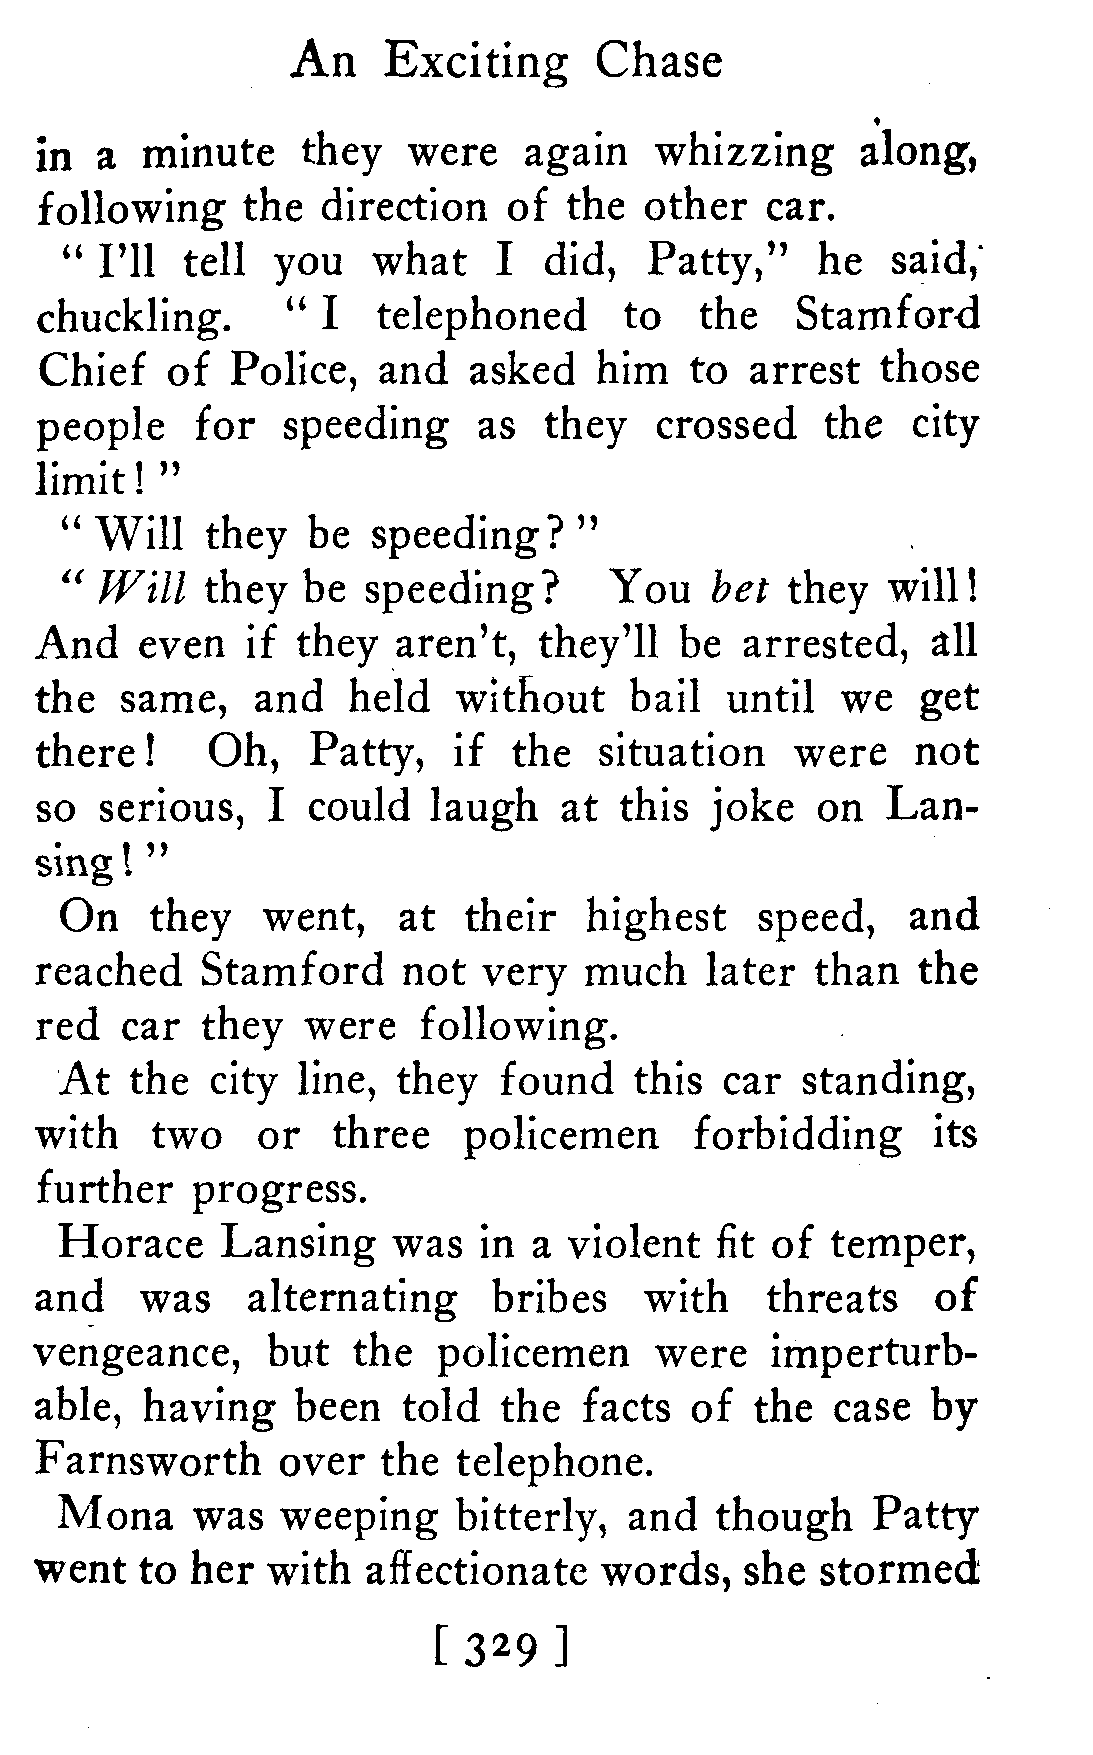 An Exciting Chase
in a minute they were again whizzing along,
following the direction of the other car.
" I'll tell you what I did, Patty," he said,
chuckling. " I telephoned to the Stamford
Chief of Police, and asked him to arrest those
people for speeding as they crossed the city
limit! "
" Will they be speeding? "
" Will they be speeding? You bet they will!
And even if they aren't, they'll be arrested, all
the same, and held without bail until we get
there! Oh, Patty, if the situation were not
so serious, I could laugh at this joke on Lan-
sing! "
On they went, at their highest speed, and
reached Stamford not very much later than the
red car they were following.
At the city line, they found this car standing,
with two or three policemen forbidding its
further progress.
Horace Lansing was in a violent fit of temper,
and was alternating bribes with threats of
vengeance, but the policemen were imperturb-
able, having been told the facts of the case by
Farnsworth over the telephone.
Mona was weeping bitterly, and though Patty
went to her with affectionate words, she stormed
[ 329 ]